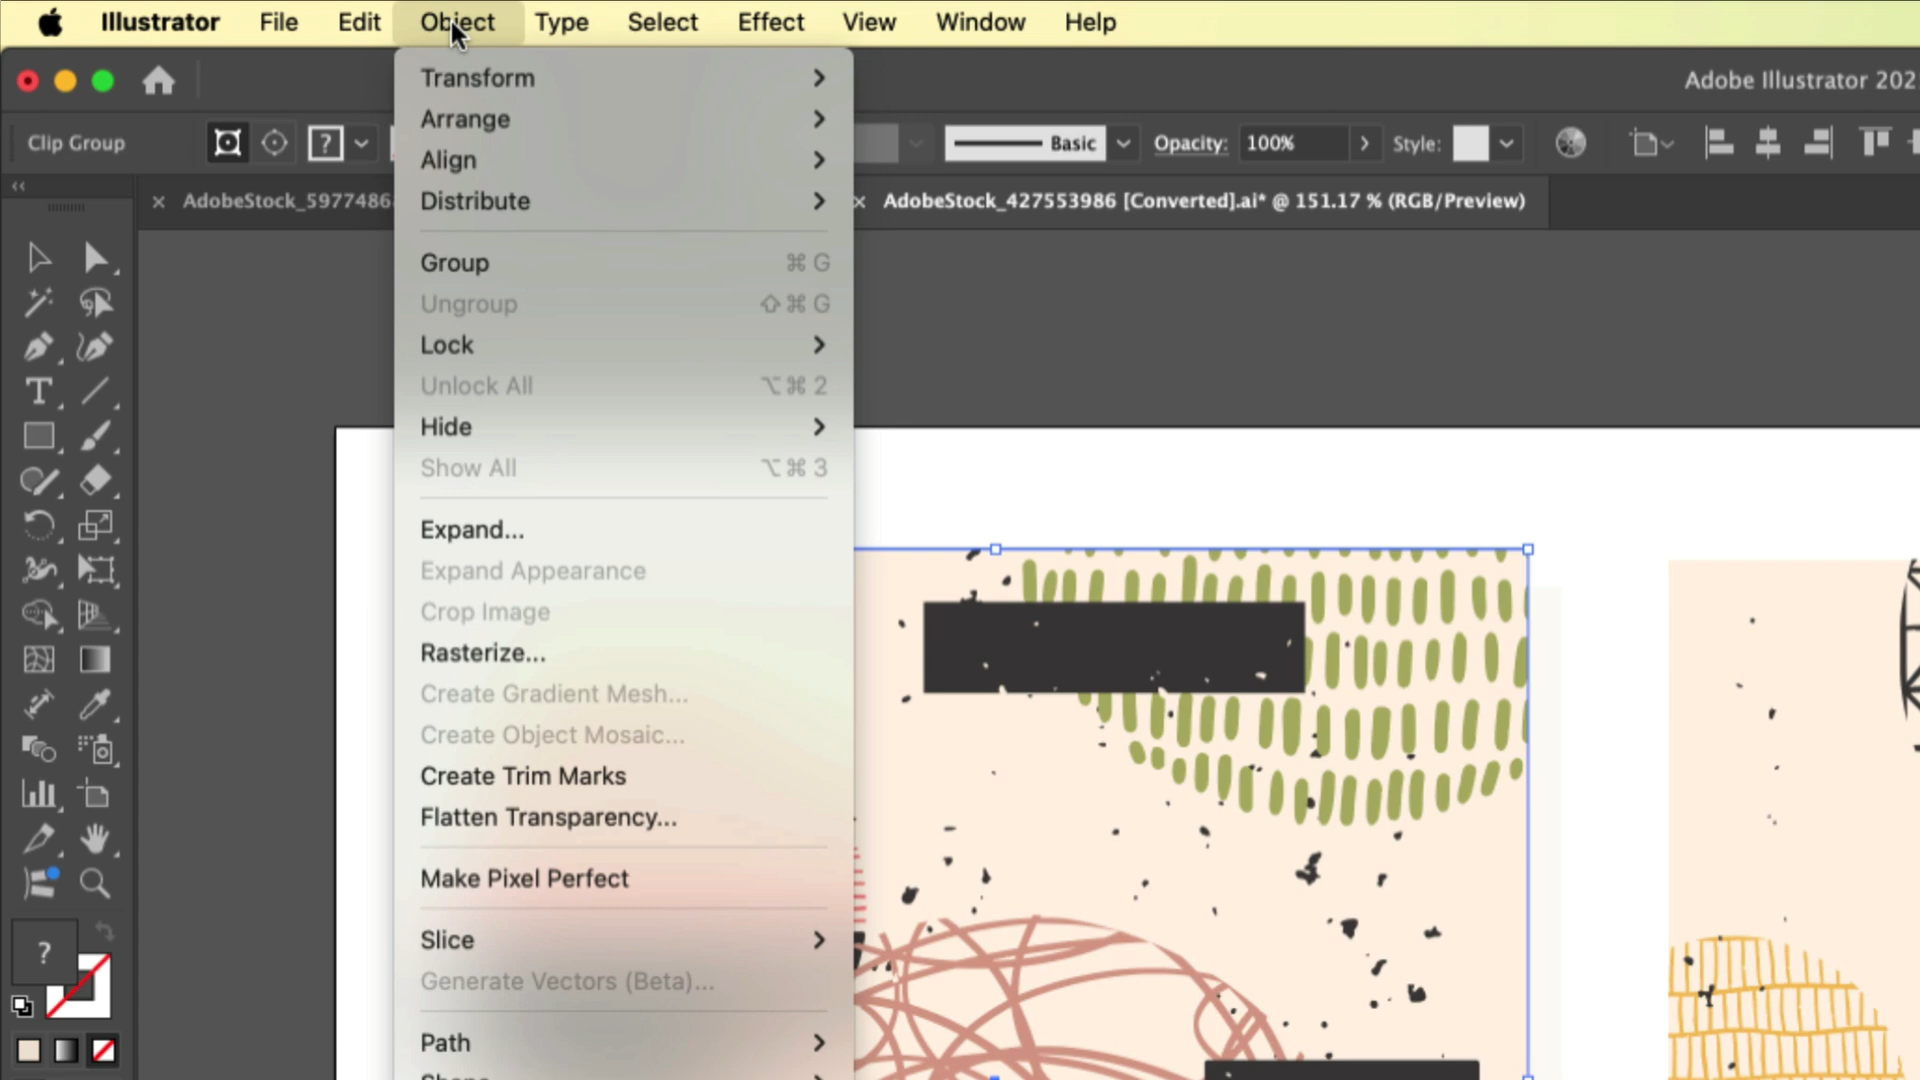 Illustrator File Edit Object Type Select Effect View Window Help
Adobe Illustrator 202
Clip Group ? Basic Opacity: 100% Style:
AdobeStock_5977486
AdobeStock_427553986 [Converted].ai* @ 151.17 % (RGB/Preview)
Transform
Arrange
Align
Distribute
Group ⌘ G
Ungroup ⇧ ⌘ G
Lock
Unlock All ⌥ ⌘ 2
Hide
Show All ⌥ ⌘ 3
Expand...
Expand Appearance
Crop Image
Rasterize...
Create Gradient Mesh...
Create Object Mosaic...
Create Trim Marks
Flatten Transparency...
Make Pixel Perfect
Slice
Generate Vectors (Beta)...
Path
?